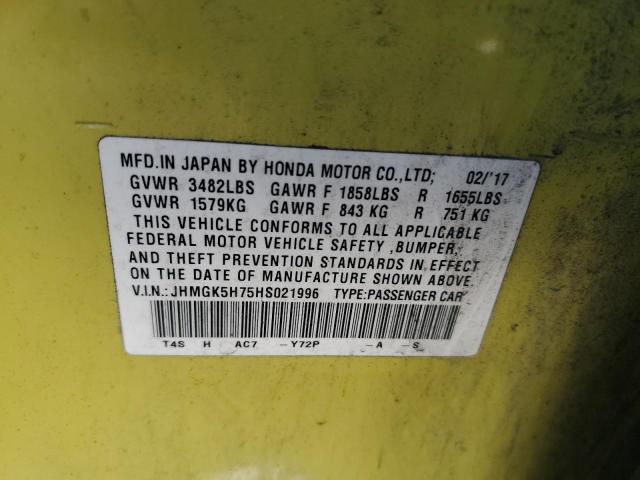 MFD.IN JAPAN BY HONDA MOTOR CO.,LTD; 02/'17
GVWR 3482LBS GAWR F 1858LBS R 1655LBS
GVWR 1579KG GAWR F 843 KG R 751 KG
THIS VEHICLE CONFORMS TO ALL APPLICABLE
FEDERAL MOTOR VEHICLE SAFETY ,BUMPER,
AND THEFT PREVENTION STANDARDS IN EFFECT
ON THE DATE OF MANUFACTURE SHOWN ABOVE.
V.I.N.:JHMGK5H75HS021996 TYPE:PASSENGER CAR
T4S H AC7 -Y72P -A -S